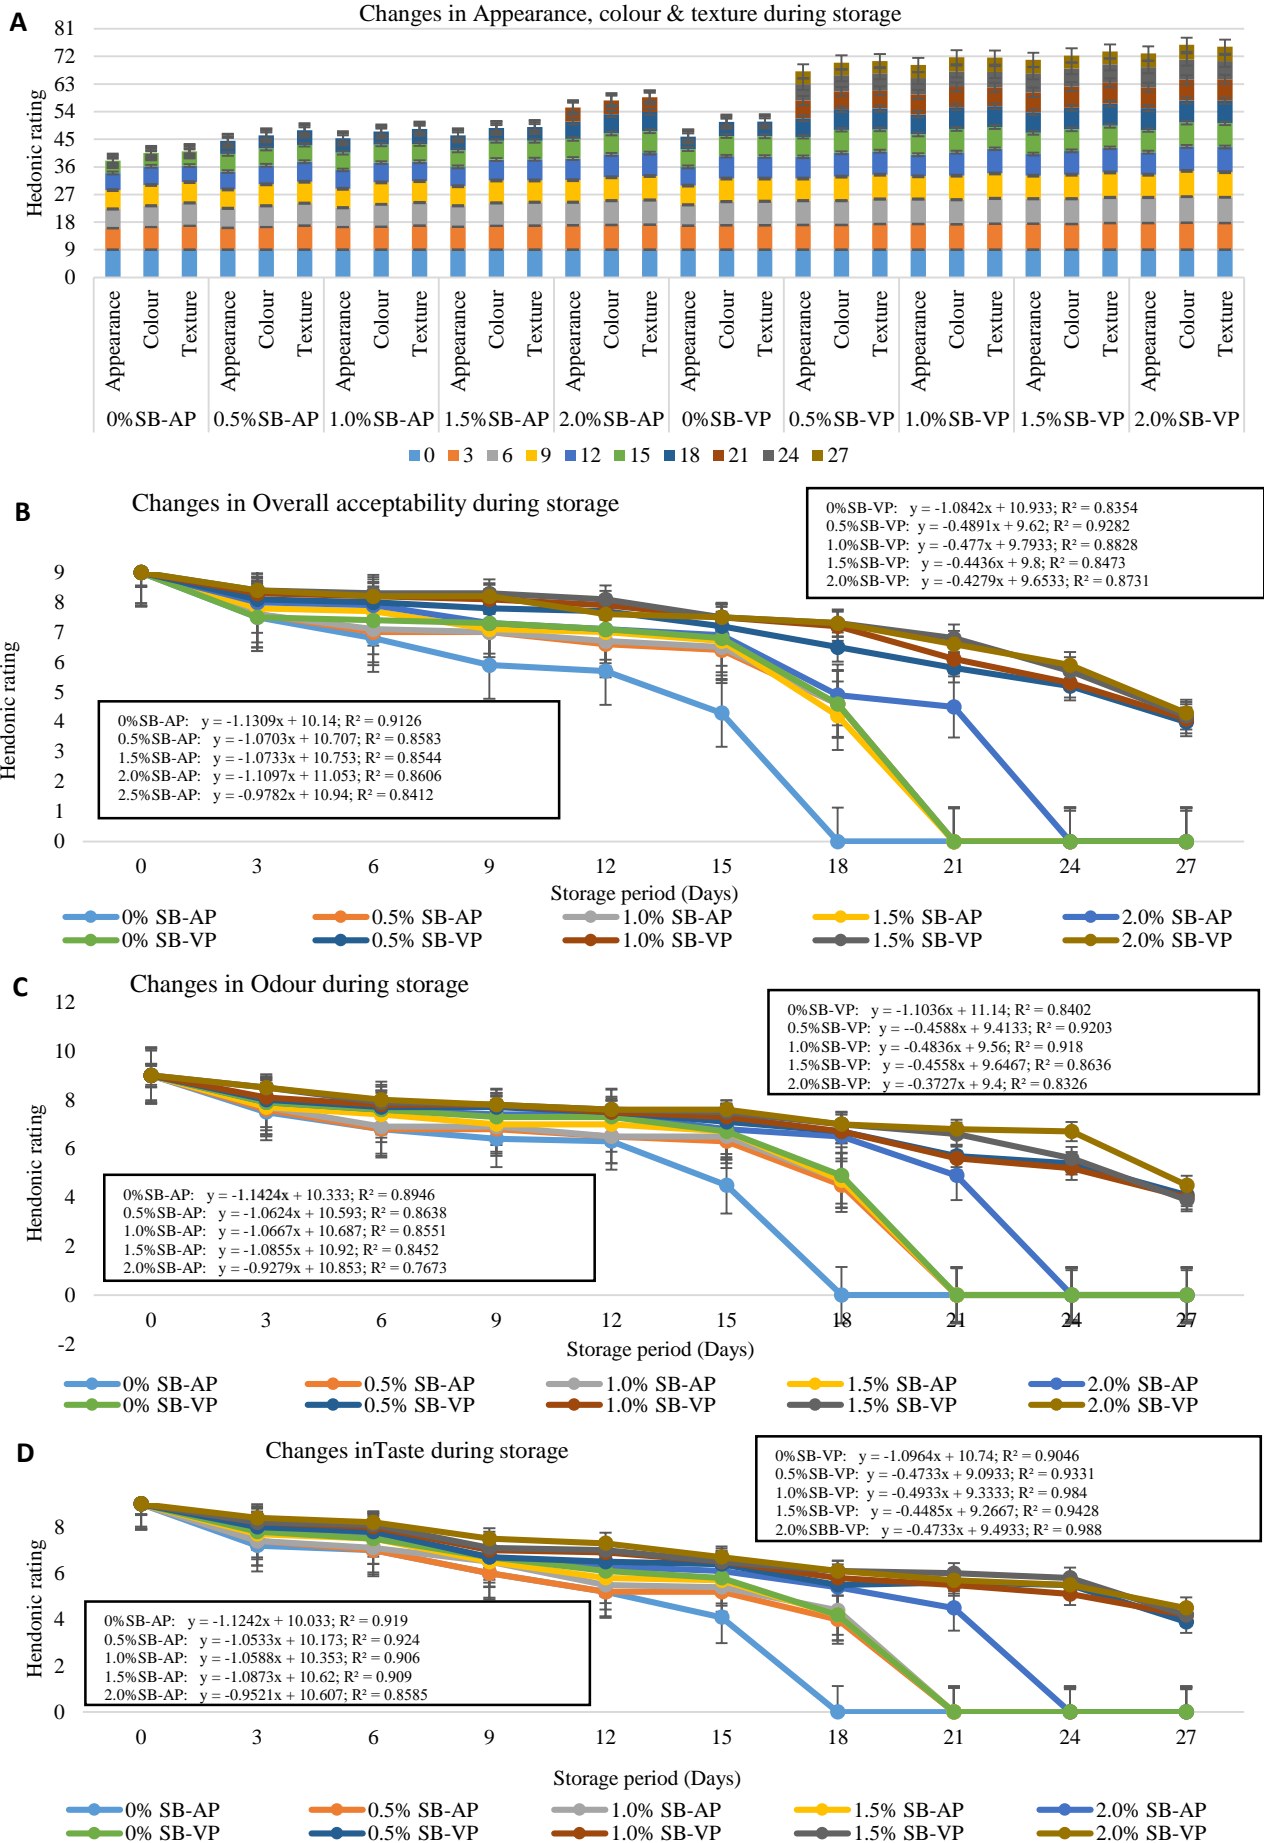 A
Changes in Appearance, colour & texture during storage
Hedonic rating
81
72
63
54
45
36
27
18
9
0
Appearance Colour Texture Appearance Colour Texture Appearance Colour Texture Appearance Colour Texture Appearance Colour Texture Appearance Colour Texture Appearance Colour Texture Appearance Colour Texture Appearance Colour Texture Appearance Colour Texture
0%SB-AP 0.5%SB-AP 1.0%SB-AP 1.5%SB-AP 2.0%SB-AP 0%SB-VP 0.5%SB-VP 1.0%SB-VP 1.5%SB-VP 2.0%SB-VP
0 3 6 9 12 15 18 21 24 27
B
Changes in Overall acceptability during storage
0%SB-VP: y = -1.0842x + 10.933; R² = 0.8354
0.5%SB-VP: y = -0.4891x + 9.62; R² = 0.9282
1.0%SB-VP: y = -0.477x + 9.7933; R² = 0.8828
1.5%SB-VP: y = -0.4436x + 9.8; R² = 0.8473
2.0%SB-VP: y = -0.4279x + 9.6533; R² = 0.8731
Hendonic rating
9
8
7
6
5
4
3
2
1
0
0%SB-AP: y = -1.1309x + 10.14; R² = 0.9126
0.5%SB-AP: y = -1.0703x + 10.707; R² = 0.8583
1.5%SB-AP: y = -1.0733x + 10.753; R² = 0.8544
2.0%SB-AP: y = -1.1097x + 11.053; R² = 0.8606
2.5%SB-AP: y = -0.9782x + 10.94; R² = 0.8412
0 3 6 9 12 15 18 21 24 27
Storage period (Days)
0% SB-AP 0.5% SB-AP 1.0% SB-AP 1.5% SB-AP 2.0% SB-AP
0% SB-VP 0.5% SB-VP 1.0% SB-VP 1.5% SB-VP 2.0% SB-VP
C
Changes in Odour during storage
0%SB-VP: y = -1.1036x + 11.14; R² = 0.8402
0.5%SB-VP: y = --0.4588x + 9.4133; R² = 0.9203
1.0%SB-VP: y = -0.4836x + 9.56; R² = 0.918
1.5%SB-VP: y = -0.4558x + 9.6467; R² = 0.8636
2.0%SB-VP: y = -0.3727x + 9.4; R² = 0.8326
Hendonic rating
12
10
8
6
4
2
0
-2
0%SB-AP: y = -1.1424x + 10.333; R² = 0.8946
0.5%SB-AP: y = -1.0624x + 10.593; R² = 0.8638
1.0%SB-AP: y = -1.0667x + 10.687; R² = 0.8551
1.5%SB-AP: y = -1.0855x + 10.92; R² = 0.8452
2.0%SB-AP: y = -0.9279x + 10.853; R² = 0.7673
0 3 6 9 12 15 18 21 24 27
Storage period (Days)
0% SB-AP 0.5% SB-AP 1.0% SB-AP 1.5% SB-AP 2.0% SB-AP
0% SB-VP 0.5% SB-VP 1.0% SB-VP 1.5% SB-VP 2.0% SB-VP
D
Changes inTaste during storage
0%SB-VP: y = -1.0964x + 10.74; R² = 0.9046
0.5%SB-VP: y = -0.4733x + 9.0933; R² = 0.9331
1.0%SB-VP: y = -0.4933x + 9.3333; R² = 0.984
1.5%SB-VP: y = -0.4485x + 9.2667; R² = 0.9428
2.0%SBB-VP: y = -0.4733x + 9.4933; R² = 0.988
Hendonic rating
8
6
4
2
0
0%SB-AP: y = -1.1242x + 10.033; R² = 0.919
0.5%SB-AP: y = -1.0533x + 10.173; R² = 0.924
1.0%SB-AP: y = -1.0588x + 10.353; R² = 0.906
1.5%SB-AP: y = -1.0873x + 10.62; R² = 0.909
2.0%SB-AP: y = -0.9521x + 10.607; R² = 0.8585
0 3 6 9 12 15 18 21 24 27
Storage period (Days)
0% SB-AP 0.5% SB-AP 1.0% SB-AP 1.5% SB-AP 2.0% SB-AP
0% SB-VP 0.5% SB-VP 1.0% SB-VP 1.5% SB-VP 2.0% SB-VP